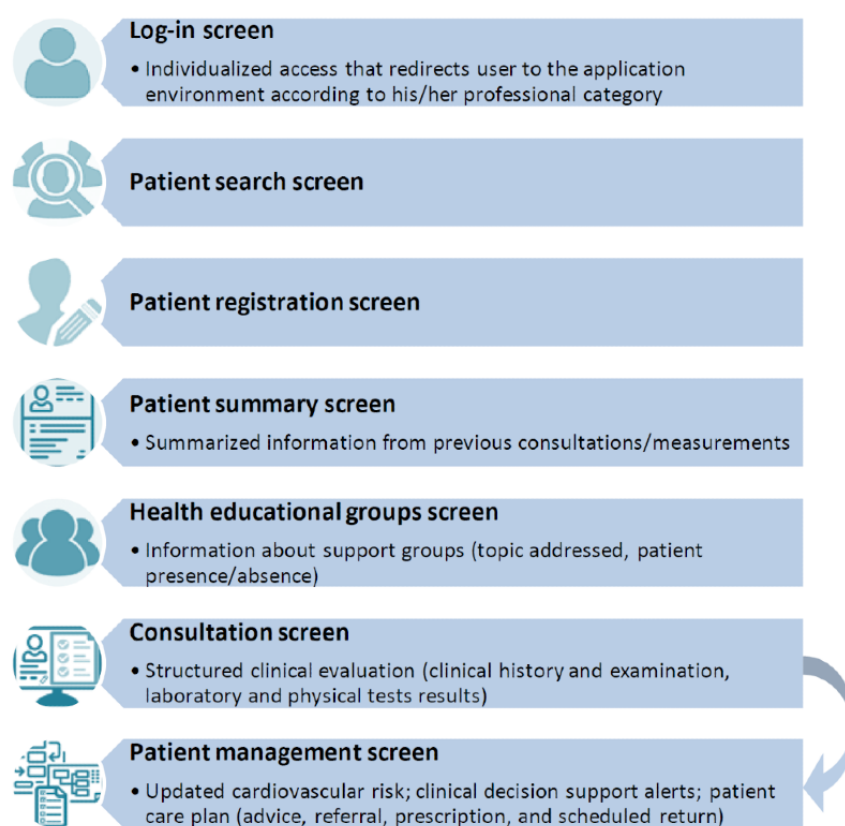 Log-in screen
• Individualized access that redirects user to the application
environment according to his/her professional category
Patient search screen
Patient registration screen
Patient summary screen
• Summarized information from previous consultations/measurements
Health educational groups screen
• Information about support groups (topic addressed, patient
presence/absence)
Consultation screen
• Structured clinical evaluation (clinical history and examination,
laboratory and physical tests results)
Patient management screen
• Updated cardiovascular risk; clinical decision support alerts; patient
care plan (advice, referral, prescription, and scheduled return)